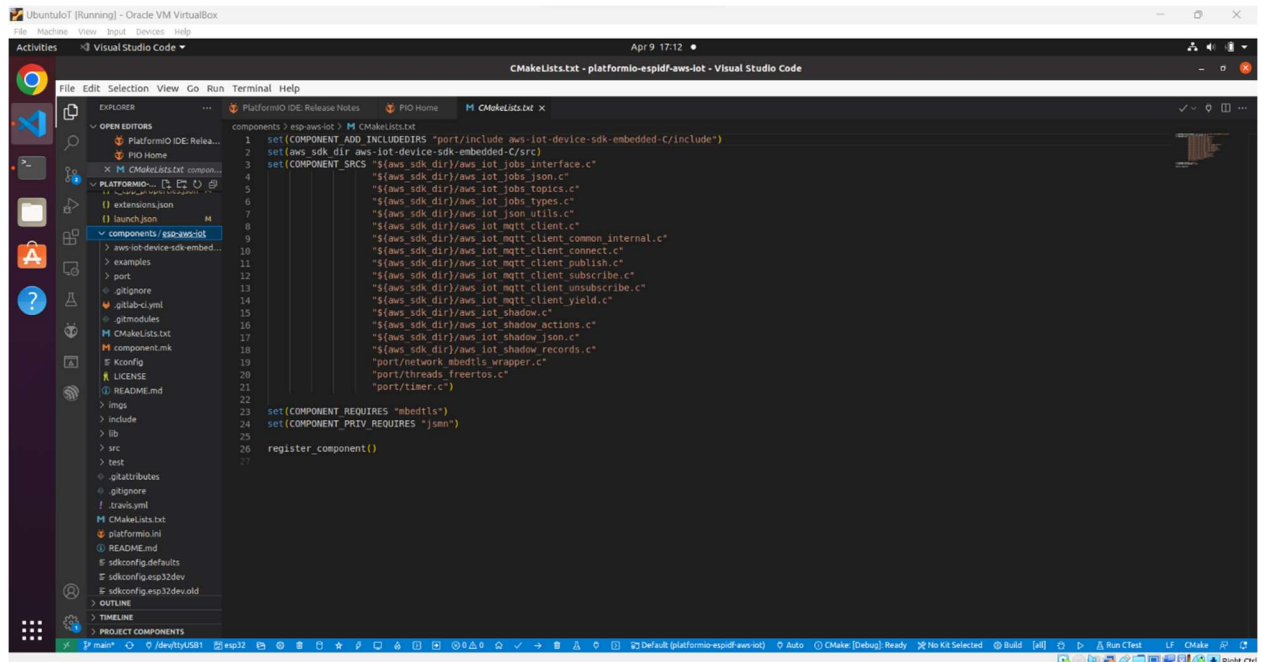 UbuntuIoT [Running] - Oracle VM VirtualBox
File Machine View Input Devices Help
Activities Visual Studio Code Apr 9 17:12
CMakeLists.txt - platformio-espidf-aws-iot - Visual Studio Code
File Edit Selection View Go Run Terminal Help
EXPLORER ... PlatformIO IDE: Release Notes PIO Home CMakeLists.txt
OPEN EDITORS
PlatformIO IDE: Relea...
PIO Home
CMakeLists.txt compon...
PLATFORMIO-...
extensions.json
launch.json M
components / esp-aws-iot
aws-iot-device-sdk-embed...
examples
port
.gitignore
.gitlab-ci.yml
.gitmodules
CMakeLists.txt
component.mk
Kconfig
LICENSE
README.md
imgs
include
lib
src
test
.gitattributes
.gitignore
.travis.yml
CMakeLists.txt
platformio.ini
README.md
sdkconfig.defaults
sdkconfig.esp32dev
sdkconfig.esp32dev.old
OUTLINE
TIMELINE
PROJECT COMPONENTS
components > esp-aws-iot > CMakeLists.txt
1 set(COMPONENT_ADD_INCLUDEDIRS "port/include aws-iot-device-sdk-embedded-C/include")
2 set(aws_sdk_dir aws-iot-device-sdk-embedded-C/src)
3 set(COMPONENT_SRCS "${aws_sdk_dir}/aws_iot_jobs_interface.c"
4 "${aws_sdk_dir}/aws_iot_jobs_json.c"
5 "${aws_sdk_dir}/aws_iot_jobs_topics.c"
6 "${aws_sdk_dir}/aws_iot_jobs_types.c"
7 "${aws_sdk_dir}/aws_iot_json_utils.c"
8 "${aws_sdk_dir}/aws_iot_mqtt_client.c"
9 "${aws_sdk_dir}/aws_iot_mqtt_client_common_internal.c"
10 "${aws_sdk_dir}/aws_iot_mqtt_client_connect.c"
11 "${aws_sdk_dir}/aws_iot_mqtt_client_publish.c"
12 "${aws_sdk_dir}/aws_iot_mqtt_client_subscribe.c"
13 "${aws_sdk_dir}/aws_iot_mqtt_client_unsubscribe.c"
14 "${aws_sdk_dir}/aws_iot_mqtt_client_yield.c"
15 "${aws_sdk_dir}/aws_iot_shadow.c"
16 "${aws_sdk_dir}/aws_iot_shadow_actions.c"
17 "${aws_sdk_dir}/aws_iot_shadow_json.c"
18 "${aws_sdk_dir}/aws_iot_shadow_records.c"
19 "port/network_mbedtls_wrapper.c"
20 "port/threads_freertos.c"
21 "port/timer.c")
22
23 set(COMPONENT_REQUIRES "mbedtls")
24 set(COMPONENT_PRIV_REQUIRES "jsmn")
25
26 register_component()
27
main* /dev/ttyUSB1 esp32 0 0 0 Default (platformio-espidf-aws-iot) Auto CMake: [Debug]: Ready No Kit Selected Build [all] Run CTest LF CMake
Right Ctrl